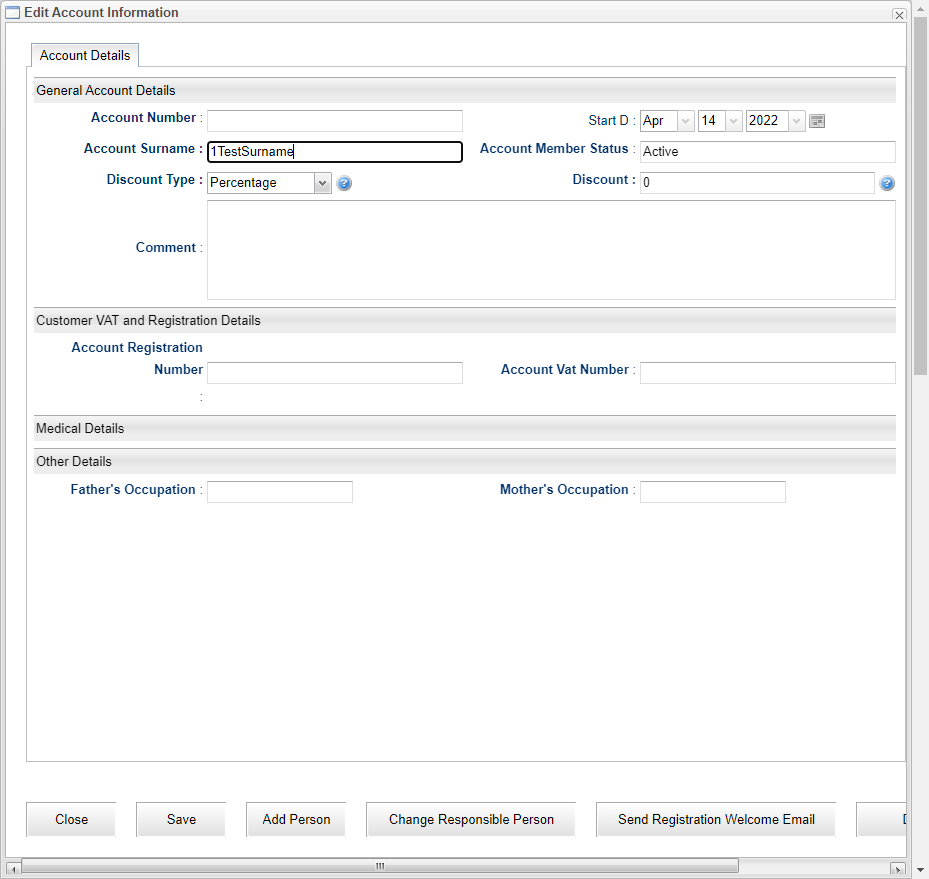 Edit Account Information
Account Details
General Account Details
Account Number : Start D : Apr 14 2022
Account Surname : 1TestSurname Account Member Status : Active
Discount Type : Percentage ? Discount : 0 ?
Comment :
Customer VAT and Registration Details
Account Registration
Number Account Vat Number :
:
Medical Details
Other Details
Father's Occupation : Mother's Occupation :
Close Save Add Person Change Responsible Person Send Registration Welcome Email